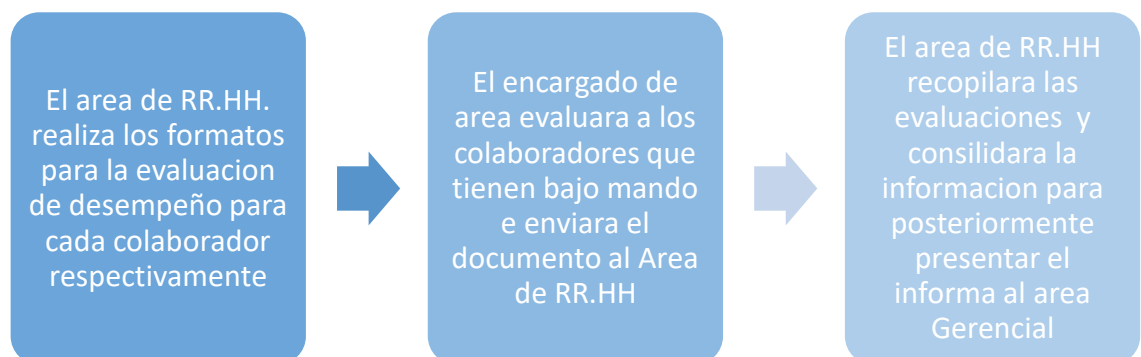 El area de RR.HH.
realiza los formatos
para la evaluacion
de desempeño para
cada colaborador
respectivamente
El encargado de
area evaluara a los
colaboradores que
tienen bajo mando
e enviara el
documento al Area
de RR.HH
El area de RR.HH
recopilara las
evaluaciones y
consilidara la
informacion para
posteriormente
presentar el
informa al area
Gerencial